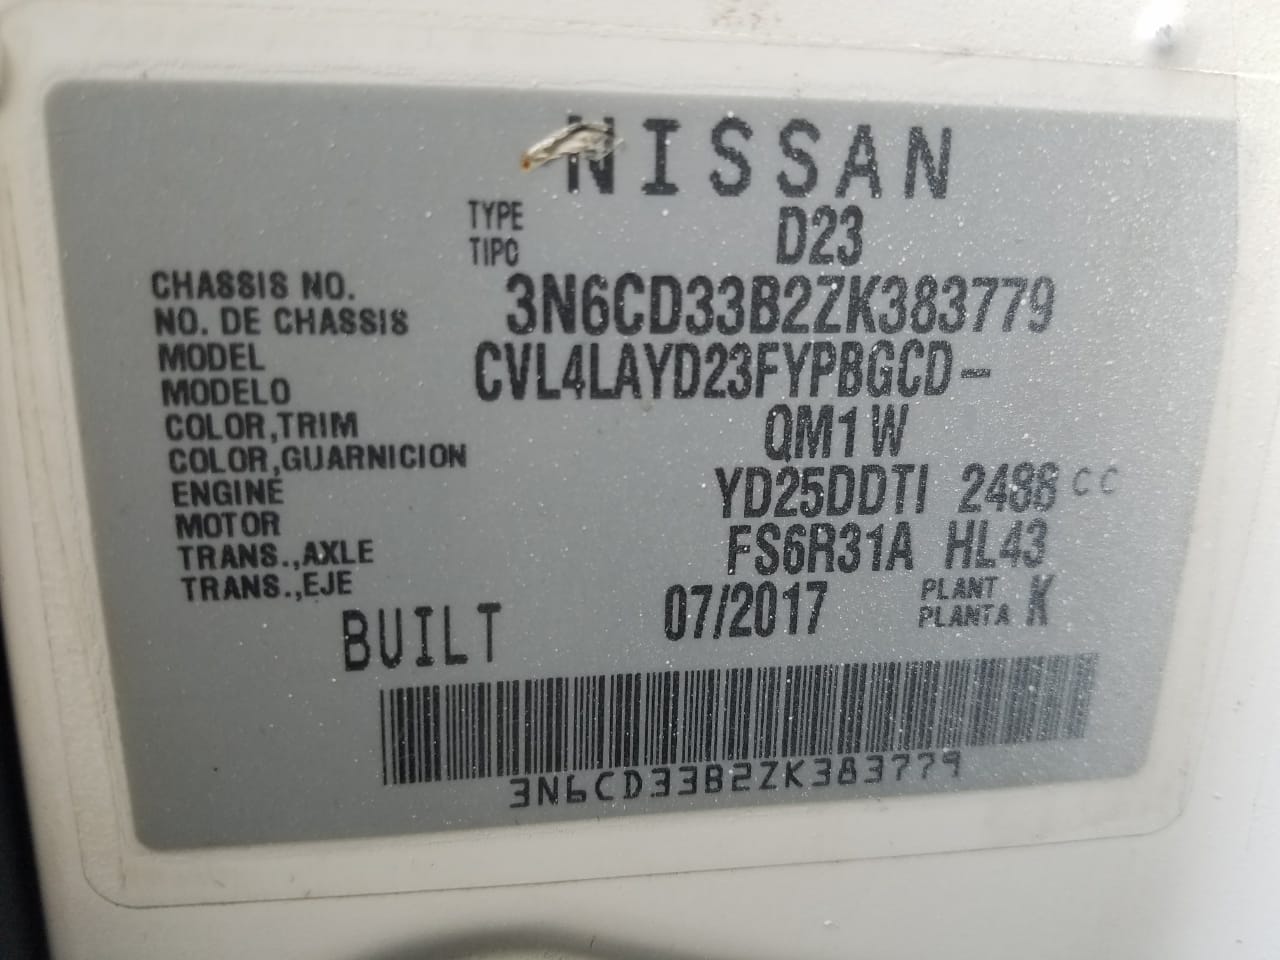 NISSAN
TYPE
TIPO D23
CHASSIS NO.
NO. DE CHASSIS 3N6CD33B2ZK383779
MODEL
MODELO CVL4LAYD23FYPBGCD-
COLOR,TRIM
COLOR,GUARNICION QM1 W
ENGINE
MOTOR YD25DDTI 2488 CC
TRANS.,AXLE
TRANS.,EJE FS6R31A HL43
BUILT 07/2017 PLANT
PLANTA K
3N6CD33B2ZK383779